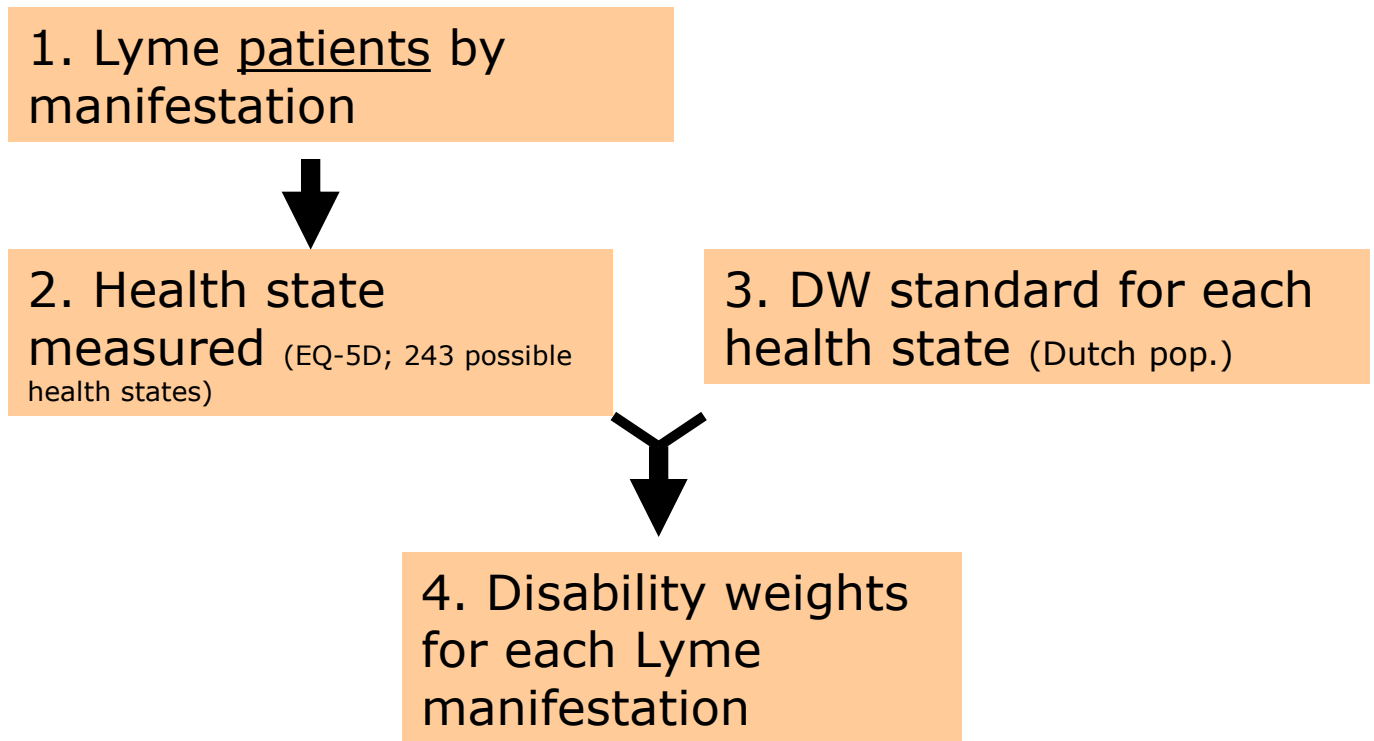 1. Lyme patients by
manifestation
2. Health state
measured (EQ-5D; 243 possible
health states)
3. DW standard for each
health state (Dutch pop.)
4. Disability weights
for each Lyme
manifestation